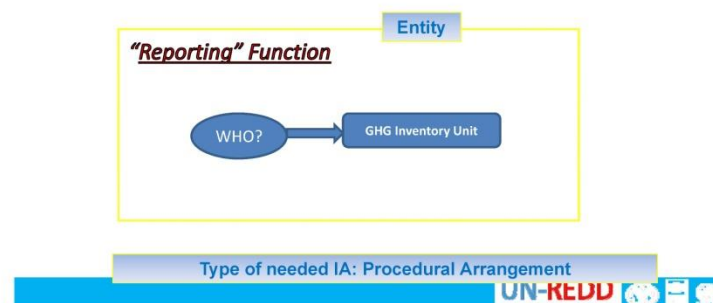 Entity
“Reporting” Function
WHO?
GHG Inventory Unit
Type of needed IA: Procedural Arrangement
UN-REDD